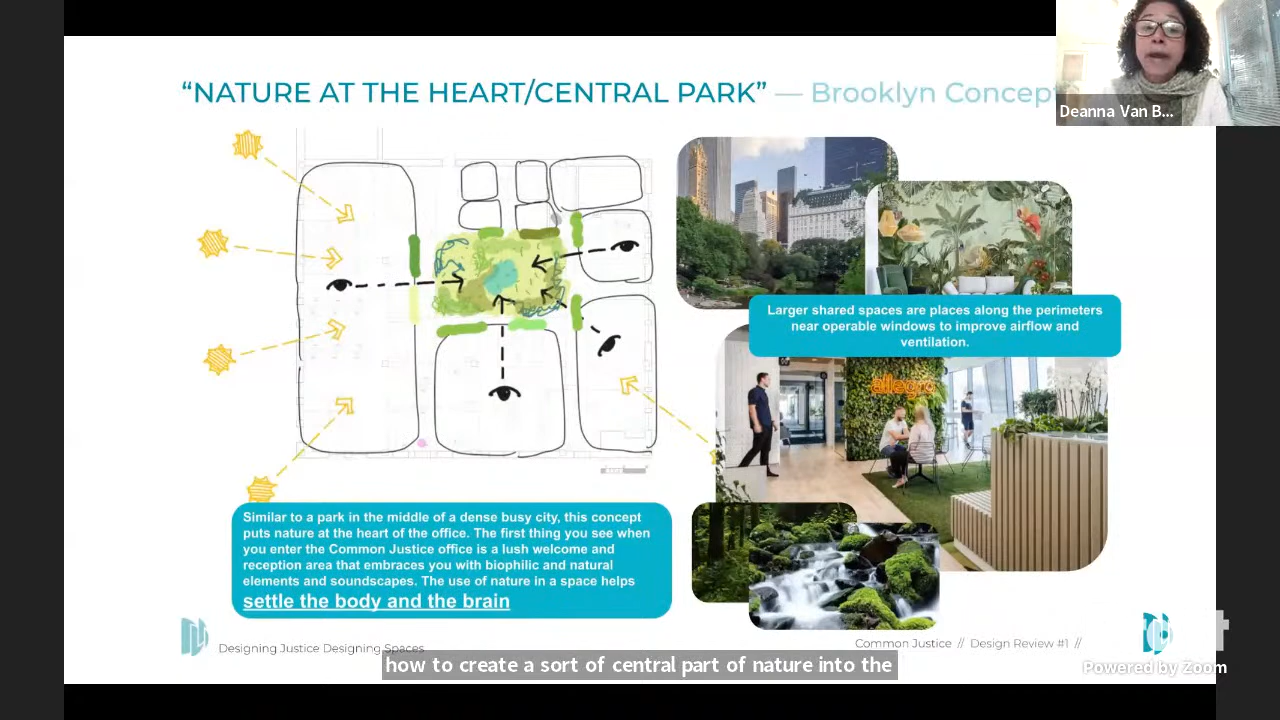 “NATURE AT THE HEART/CENTRAL PARK” — Brooklyn Concep
Deanna Van B...
Larger shared spaces are places along the perimeters
near operable windows to improve airflow and
ventilation.
allegro
Similar to a park in the middle of a dense busy city, this concept
puts nature at the heart of the office. The first thing you see when
you enter the Common Justice office is a lush welcome and
reception area that embraces you with biophilic and natural
elements and soundscapes. The use of nature in a space helps
settle the body and the brain
Designing Justice Designing Spaces
Common Justice // Design Review #1 //
how to create a sort of central part of nature into the
Powered by Zoom